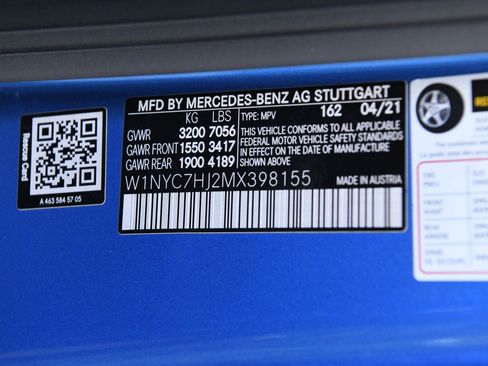 MFD BY MERCEDES-BENZ AG STUTTGART
KG LBS TYPE: MPV 162 04/21
GVWR 3200 7056
GAWR FRONT 1550 3417
GAWR REAR 1900 4189
THIS VEHICLE CONFORMS TO ALL APPLICABLE
FEDERAL MOTOR VEHICLE SAFETY STANDARDS
IN EFFECT ON THE DATE OF MANUFACTURE
SHOWN ABOVE
W1NYC7HJ2MX398155 MADE IN AUSTRIA
Rescue Card
A 463 584 57 05